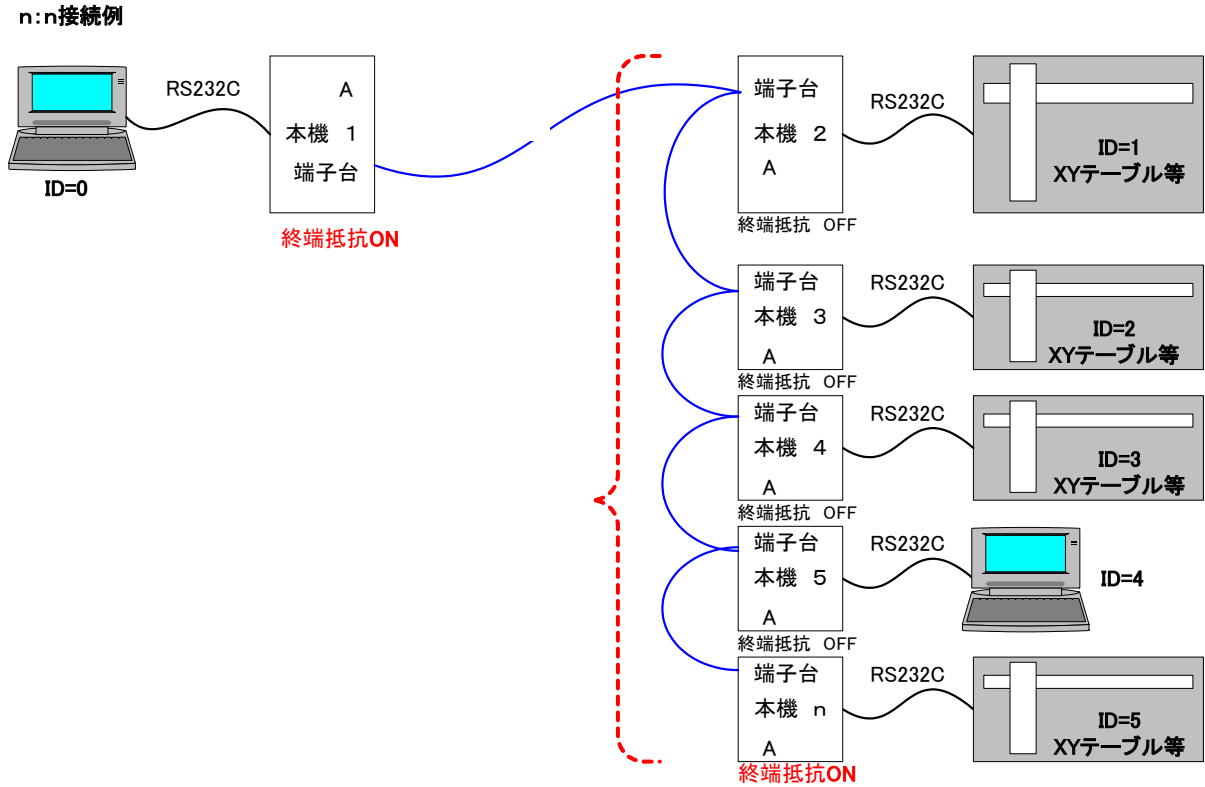 n:n接続例
RS232C
A
本機 1
端子台
ID=0
終端抵抗ON
端子台
本機 2
A
終端抵抗 OFF
RS232C
ID=1
XYテーブル等
端子台
本機 3
A
終端抵抗 OFF
RS232C
ID=2
XYテーブル等
端子台
本機 4
A
終端抵抗 OFF
RS232C
ID=3
XYテーブル等
端子台
本機 5
A
終端抵抗 OFF
RS232C
ID=4
端子台
本機 n
A
終端抵抗ON
RS232C
ID=5
XYテーブル等